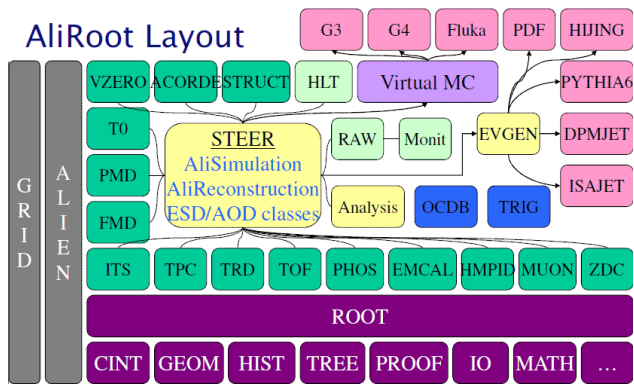 AliRoot Layout
G3
G4
Fluka
PDF
HIJING
VZERO
ACORDE
STRUCT
HLT
Virtual MC
PYTHIA6
T0
STEER
AliSimulation
AliReconstruction
ESD/AOD classes
RAW
Monit
EVGEN
DPMJET
PMD
ISAJET
FMD
Analysis
OCDB
TRIG
GRID
ALIEN
ITS
TPC
TRD
TOF
PHOS
EMCAL
HMPID
MUON
ZDC
ROOT
CINT
GEOM
HIST
TREE
PROOF
IO
MATH
…